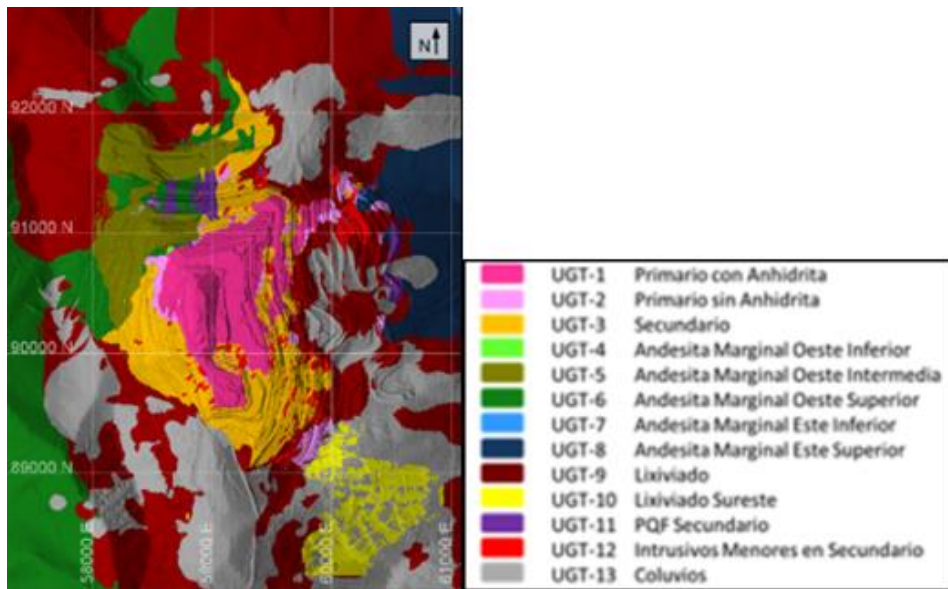 N
92000 N
91000 N
90000 N
89000 N
58000 E
59000 E
60000 E
61000 E
UGT-1 Primario con Anhidrita
UGT-2 Primario sin Anhidrita
UGT-3 Secundario
UGT-4 Andesita Marginal Oeste Inferior
UGT-5 Andesita Marginal Oeste Intermedia
UGT-6 Andesita Marginal Oeste Superior
UGT-7 Andesita Marginal Este Inferior
UGT-8 Andesita Marginal Este Superior
UGT-9 Lixiviado
UGT-10 Lixiviado Sureste
UGT-11 PQF Secundario
UGT-12 Intrusivos Menores en Secundario
UGT-13 Coluvios